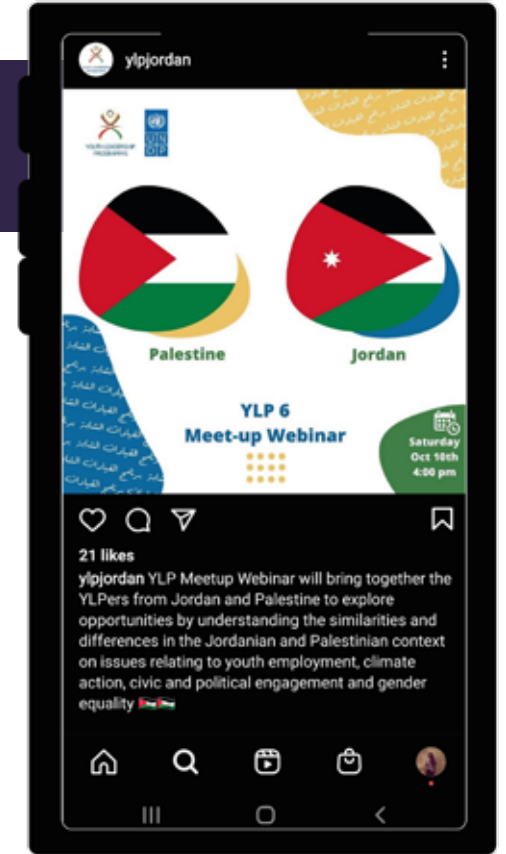 ylpjordan
YOUTH LEADERSHIP
PROGRAMME
U N
D P
Palestine
Jordan
YLP 6
Meet-up Webinar
Saturday
Oct 10th
4:00 pm
21 likes
ylpjordan YLP Meetup Webinar will bring together the
YLPers from Jordan and Palestine to explore
opportunities by understanding the similarities and
differences in the Jordanian and Palestinian context
on issues relating to youth employment, climate
action, civic and political engagement and gender
equality 🇯🇴🇵🇸